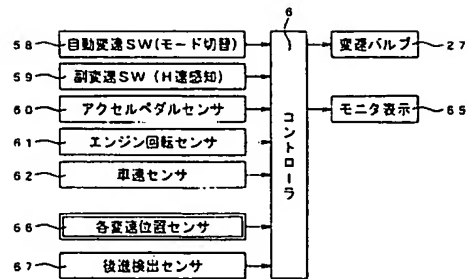 58 自動変速SW(モード切替)
59 副変速SW(H速感知)
60 アクセルペダルセンサ
61 エンジン回転センサ
62 車速センサ
66 各変速位置センサ
67 後進検出センサ
6
コントローラ
変速バルブ 27
モニタ表示 65